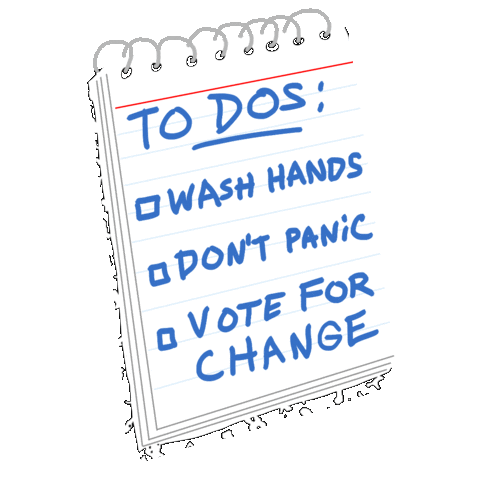 TO DOS:
WASH HANDS
DON'T PANiC
VOTE FOR
CHANGE